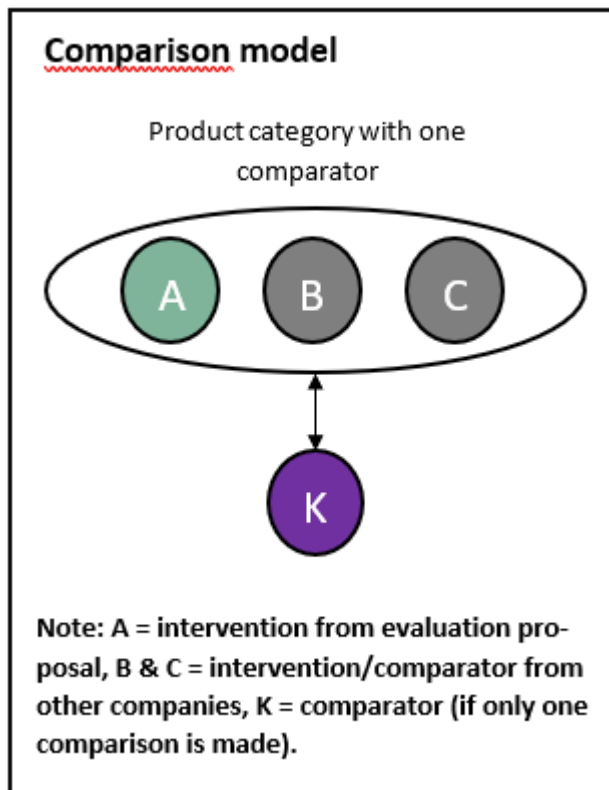 Comparison model
Product category with one
comparator
A B C
K
Note: A = intervention from evaluation pro-
posal, B & C = intervention/comparator from
other companies, K = comparator (if only one
comparison is made).